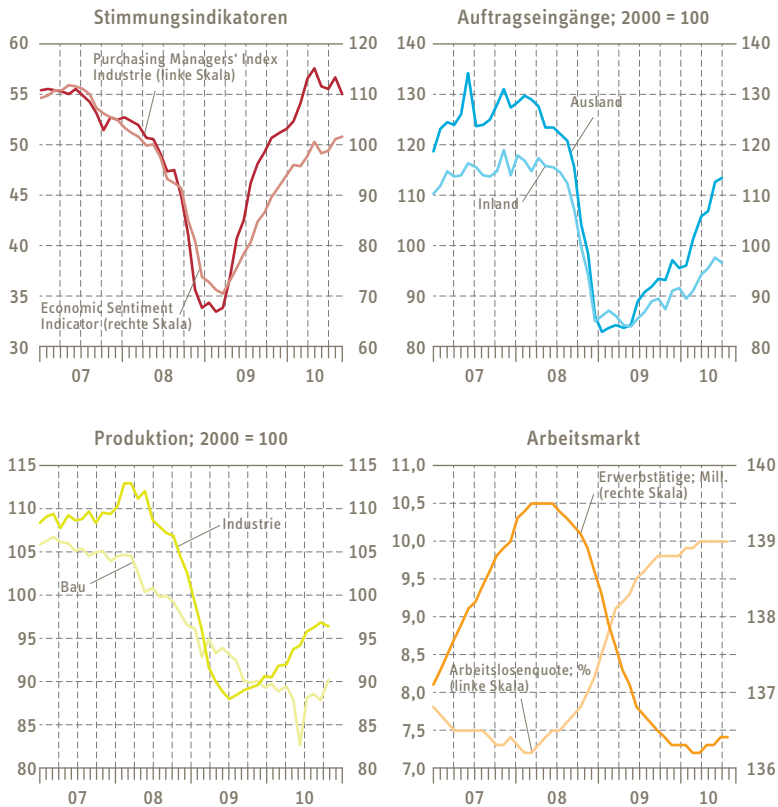 Stimmungsindikatoren
60 120
Purchasing Managers‘ Index
Industrie (linke Skala)
55 110
50 100
45 90
40 80
35 70
Economic Sentiment
Indicator (rechte Skala)
30 60
07 08 09 10
Auftragseingänge; 2000 = 100
140 140
130 130
Ausland
120 120
110 110
Inland
100 100
90 90
80 80
07 08 09 10
Produktion; 2000 = 100
115 115
110 110
Industrie
105 105
Bau
100 100
95 95
90 90
85 85
80 80
07 08 09 10
Arbeitsmarkt
11,0 140
Erwerbstätige; Mill.
(rechte Skala)
10,5
10,0 139
9,5
9,0 138
8,5
Arbeitslosenquote; %
(linke Skala)
8,0 137
7,5
7,0 136
07 08 09 10